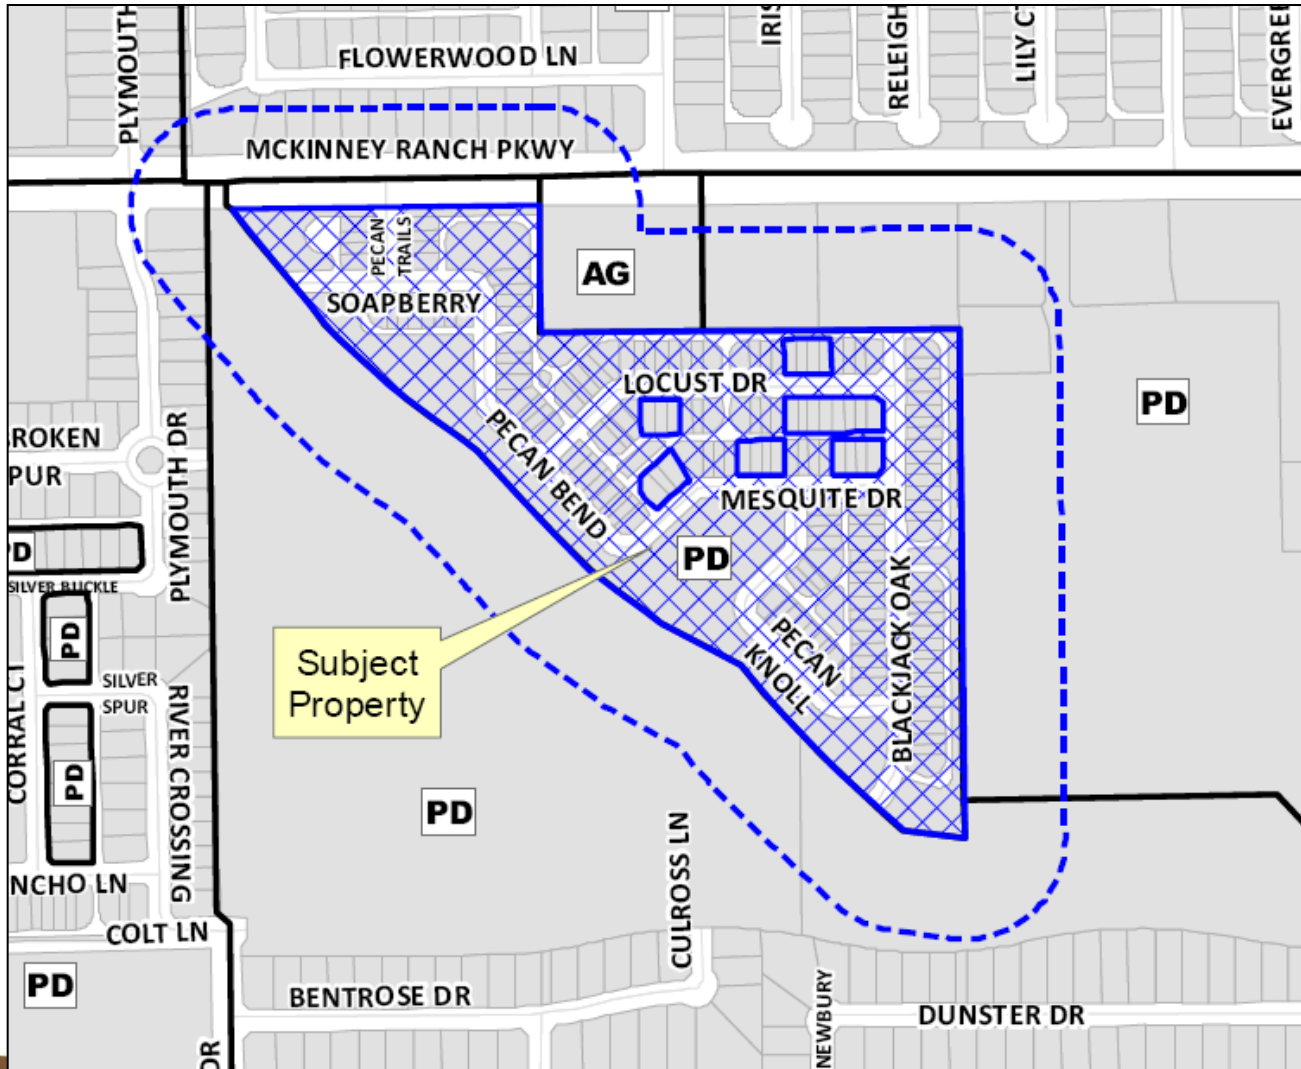 PLYMOUTH
FLOWERWOOD LN
IRIS
RELEIGH
LILY CT
EVERGREE
MCKINNEY RANCH PKWY
PECAN
TRAILS
AG
SOAPBERRY
LOCUST DR
PD
PLYMOUTH DR
BROKEN
PUR
PECAN BEND
MESQUITE DR
PD
PD
SILVER BUCKLE
BLACKJACK OAK
PD
PECAN
KNOLL
Subject
Property
SILVER
SPUR
CORRAL CT
RIVER CROSSING
PD
PD
CULROSS LN
NCHO LN
COLT LN
PD
BENTROSE DR
NEWBURY
DUNSTER DR
DR